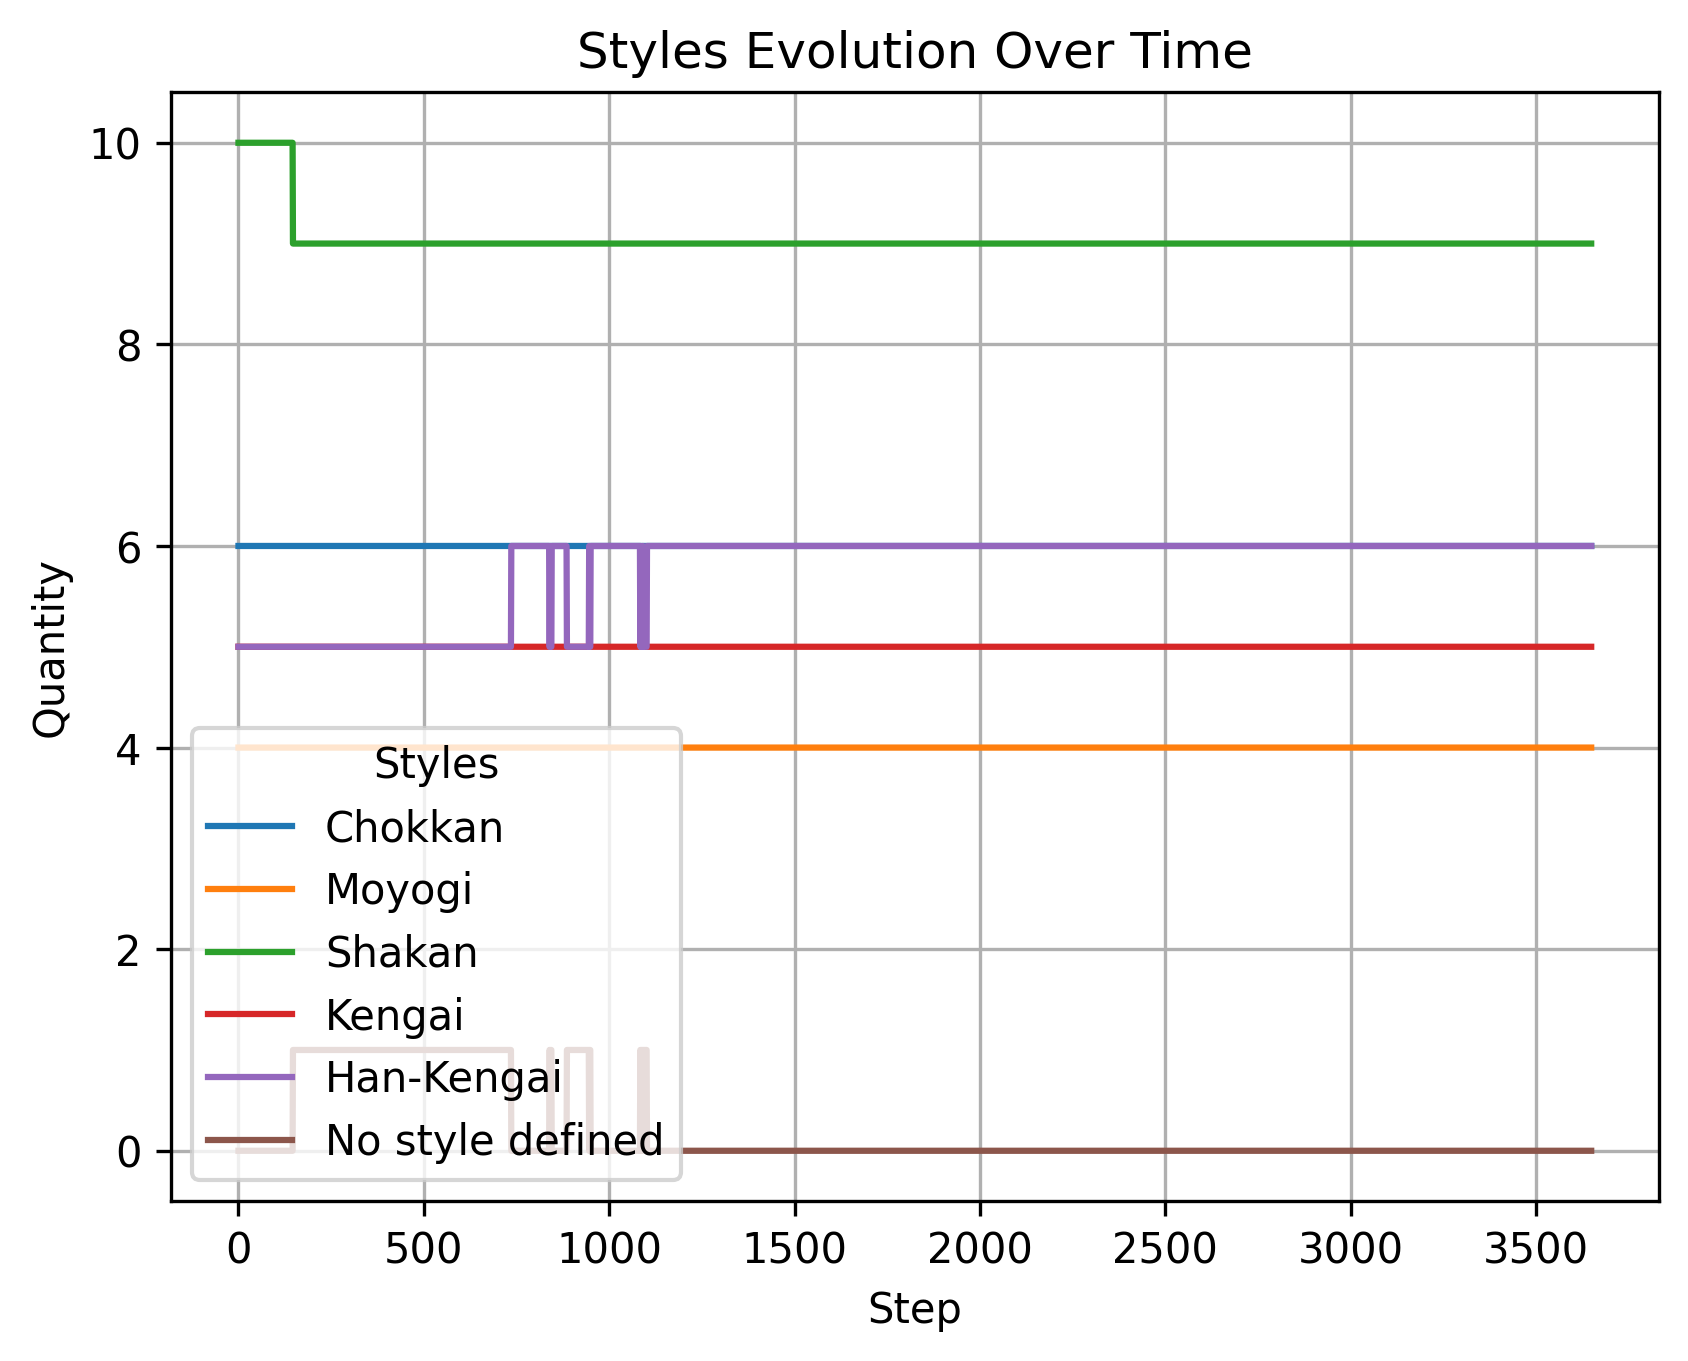 Styles Evolution Over Time
10
8
6
4
2
0
Quantity
Styles
Chokkan
Moyogi
Shakan
Kengai
Han-Kengai
No style defined
0 500 1000 1500 2000 2500 3000 3500
Step